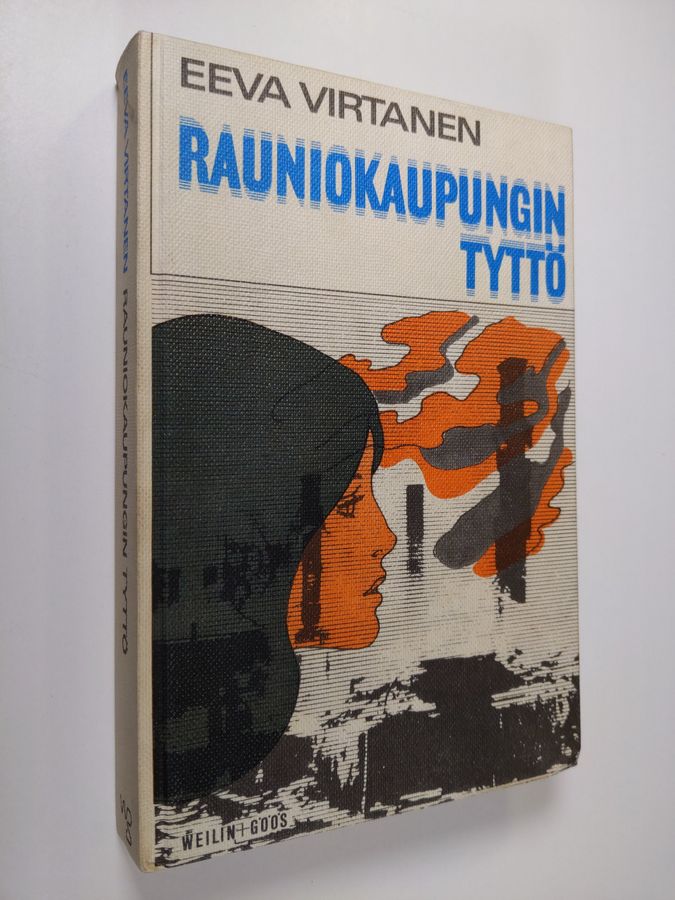 EEVA VIRTANEN
RAUNIOKAUPUNGIN
TYTTÖ
WEILIN+GÖÖS
EEVA VIRTANEN RAUNIOKAUPUNGIN TYTTÖ